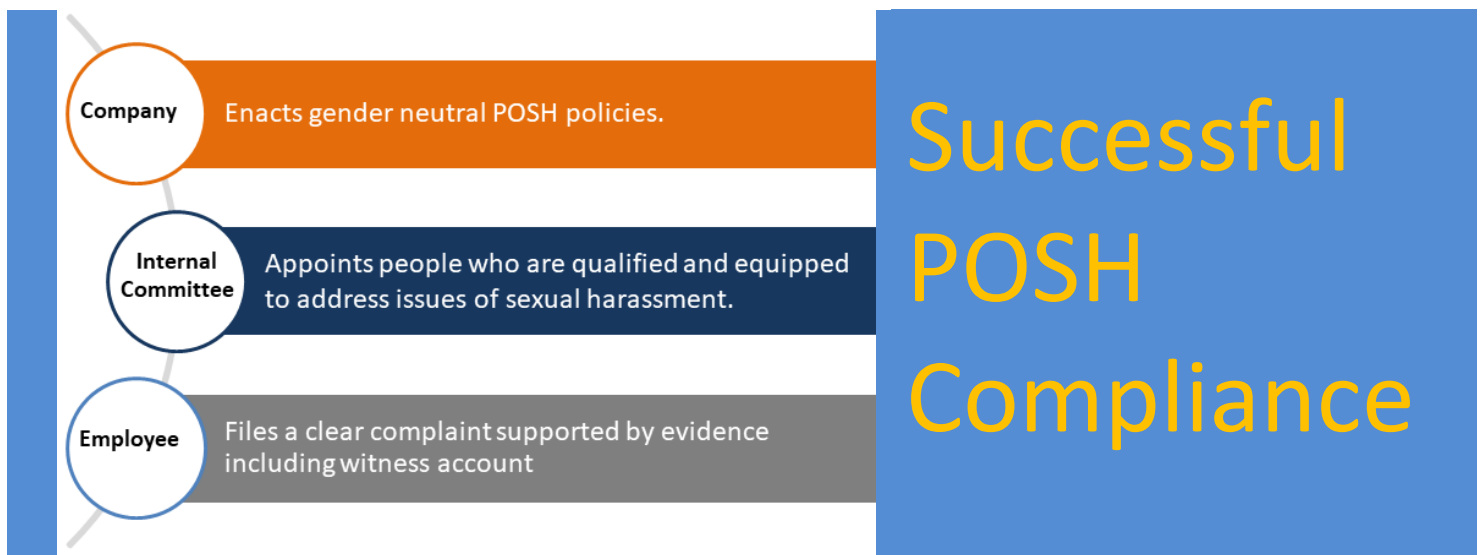 Company
Enacts gender neutral POSH policies.
Internal
Committee
Appoints people who are qualified and equipped
to address issues of sexual harassment.
Employee
Files a clear complaint supported by evidence
including witness account
Successful
POSH
Compliance